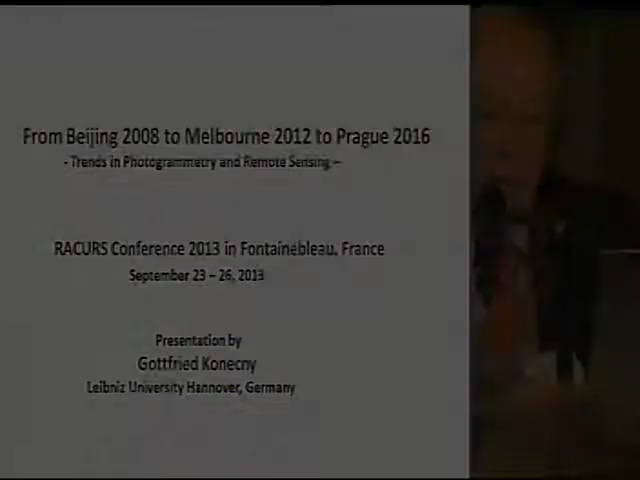 From Beijing 2008 to Melbourne 2012 to Prague 2016
- Trends in Photogrammetry and Remote Sensing –
RACURS Conference 2013 in Fontainebleau, France
September 23 – 26, 2013
Presentation by
Gottfried Konecny
Leibniz University Hannover, Germany